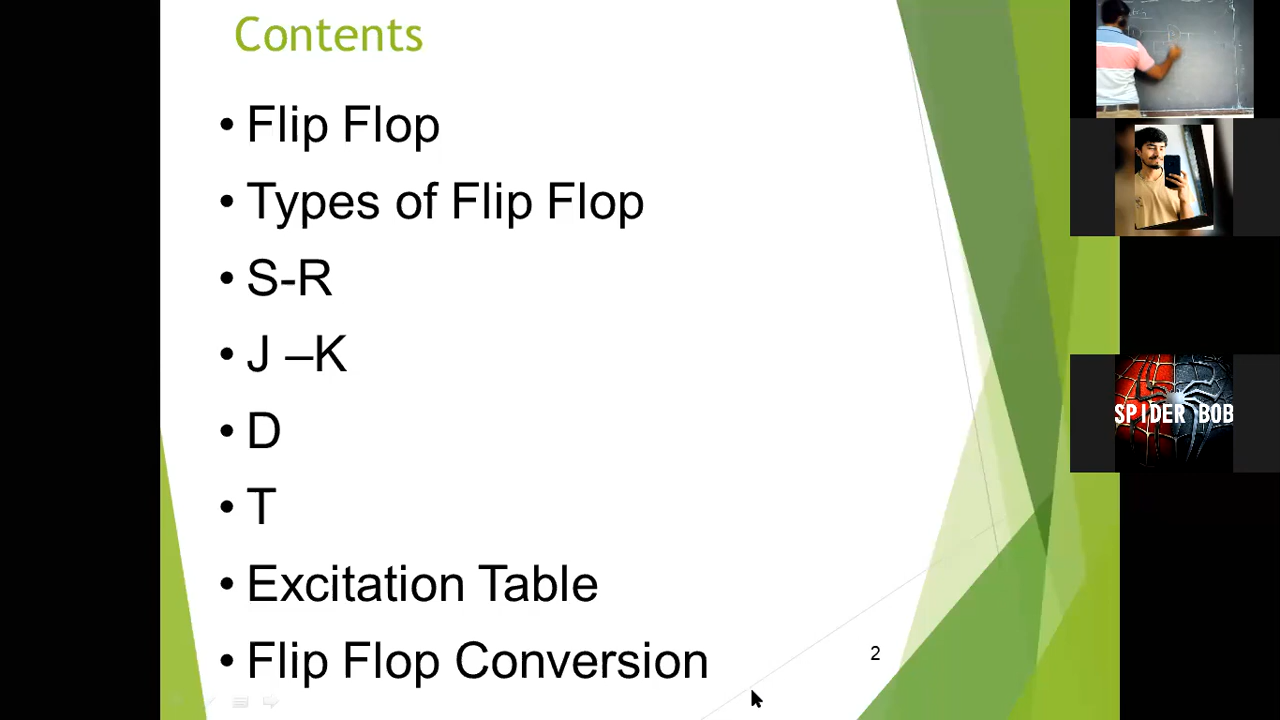 Contents
• Flip Flop
• Types of Flip Flop
• S-R
• J –K
• D
• T
• Excitation Table
• Flip Flop Conversion
2
SPIDER BOB